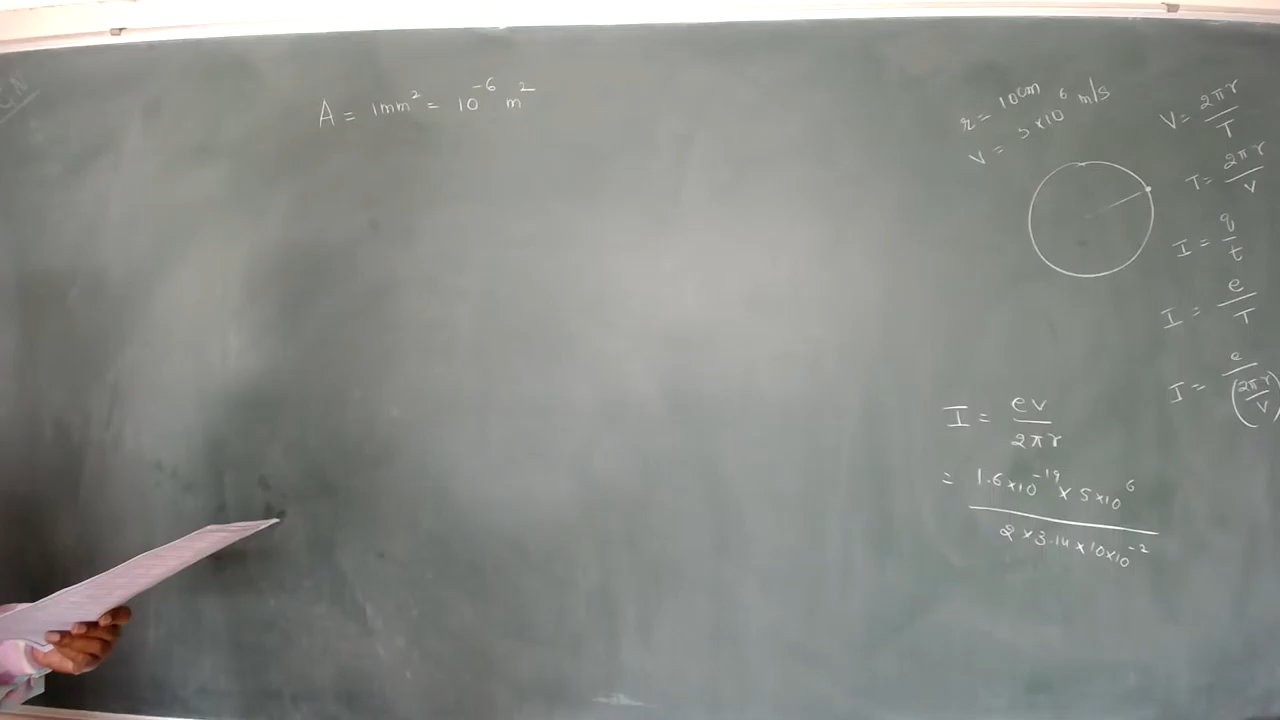 GN
A = 1mm² = 10⁻⁶ m²
r = 10cm
v = 5×10⁶ m/s
V = 2πr/T
T = 2πr/v
I = q/t
I = e/T
I = e/(2πr/v)
I = ev/2πr
= 1.6×10⁻¹⁹ × 5×10⁶ / 2×3.14×10×10⁻²